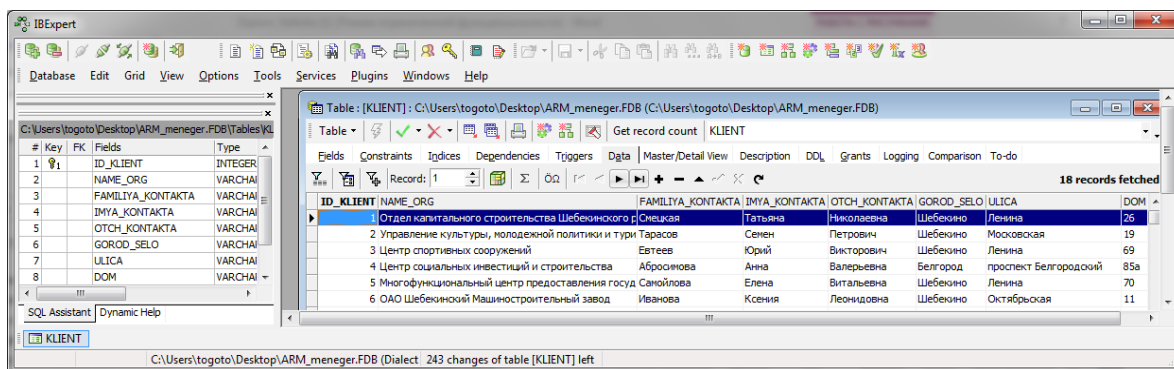 IBExpert
Database Edit Grid View Options Tools Services Plugins Windows Help
C:\Users\togoto\Desktop\ARM_meneger.FDB\Tables\KL
# Key FK Fields Type
1 1 ID_KLIENT INTEGER
2 NAME_ORG VARCHAI
3 FAMILIYA_KONTAKTA VARCHAI
4 IMYA_KONTAKTA VARCHAI
5 OTCH_KONTAKTA VARCHAI
6 GOROD_SELO VARCHAI
7 ULICA VARCHAI
8 DOM VARCHAI
SQL Assistant Dynamic Help
Table : [KLIENT] : C:\Users\togoto\Desktop\ARM_meneger.FDB (C:\Users\togoto\Desktop\ARM_meneger.FDB)
Table Get record count KLIENT
Fields Constraints Indices Dependencies Triggers Data Master/Detail View Description DDL Grants Logging Comparison To-do
Record: 1 18 records fetched
ID_KLIENT NAME_ORG FAMILIYA_KONTAKTA IMYA_KONTAKTA OTCH_KONTAKTA GOROD_SELO ULICA DOM
1 Отдел капитального строительства Шебекинского р Смецкая Татьяна Николаевна Шебекино Ленина 26
2 Управление культуры, молодежной политики и тури Тарасов Семен Петрович Шебекино Московская 19
3 Центр спортивных сооружений Евтеев Юрий Викторович Шебекино Ленина 69
4 Центр социальных инвестиций и строительства Абросимова Анна Валерьевна Белгород проспект Белгородский 85а
5 Многофункциональный центр предоставления госуд Самойлова Елена Витальевна Шебекино Ленина 70
6 ОАО Шебекинский Машиностроительный завод Иванова Ксения Леонидовна Шебекино Октябрьская 11
KLIENT
C:\Users\togoto\Desktop\ARM_meneger.FDB (Dialect 243 changes of table [KLIENT] left